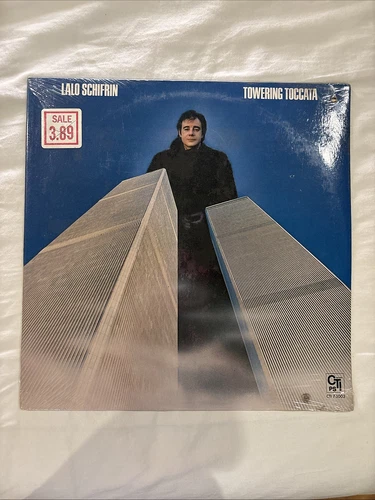 LALO SCHIFRIN
TOWERING TOCCATA
SALE
3.89
CTi